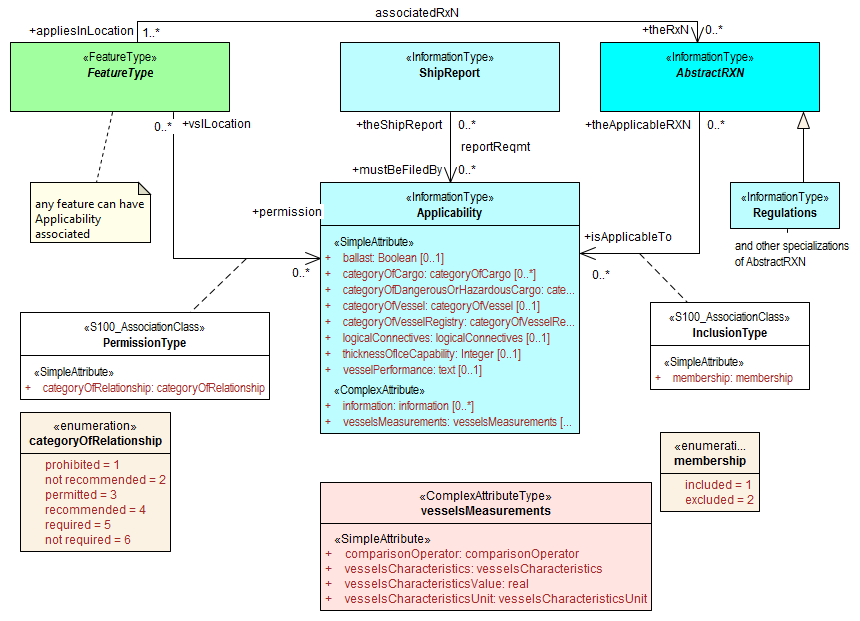 associatedRxN
+appliesInLocation 1..*
+theRxN 0..*
«FeatureType»
FeatureType
«InformationType»
ShipReport
«InformationType»
AbstractRXN
0..* +vslLocation
+theShipReport 0..*
+theApplicableRXN 0..*
reportReqmt
+mustBeFiledBy 0..*
any feature can have
Applicability
associated
+permission
0..*
«InformationType»
Applicability
«SimpleAttribute»
+ ballast: Boolean [0..1]
+ categoryOfCargo: categoryOfCargo [0..*]
+ categoryOfDangerousOrHazardousCargo: cate...
+ categoryOfVessel: categoryOfVessel [0..1]
+ categoryOfVesselRegistry: categoryOfVesselRe...
+ logicalConnectives: logicalConnectives [0..1]
+ thicknessOfIceCapability: Integer [0..1]
+ vesselPerformance: text [0..1]
«ComplexAttribute»
+ information: information [0..*]
+ vesselsMeasurements: vesselsMeasurements [...
+isApplicableTo
0..*
«InformationType»
Regulations
and other specializations
of AbstractRXN
«S100_AssociationClass»
PermissionType
«SimpleAttribute»
+ categoryOfRelationship: categoryOfRelationship
«S100_AssociationClass»
InclusionType
«SimpleAttribute»
+ membership: membership
«enumeration»
categoryOfRelationship
prohibited = 1
not recommended = 2
permitted = 3
recommended = 4
required = 5
not required = 6
«enumerati...
membership
included = 1
excluded = 2
«ComplexAttributeType»
vesselsMeasurements
«SimpleAttribute»
+ comparisonOperator: comparisonOperator
+ vesselsCharacteristics: vesselsCharacteristics
+ vesselsCharacteristicsValue: real
+ vesselsCharacteristicsUnit: vesselsCharacteristicsUnit